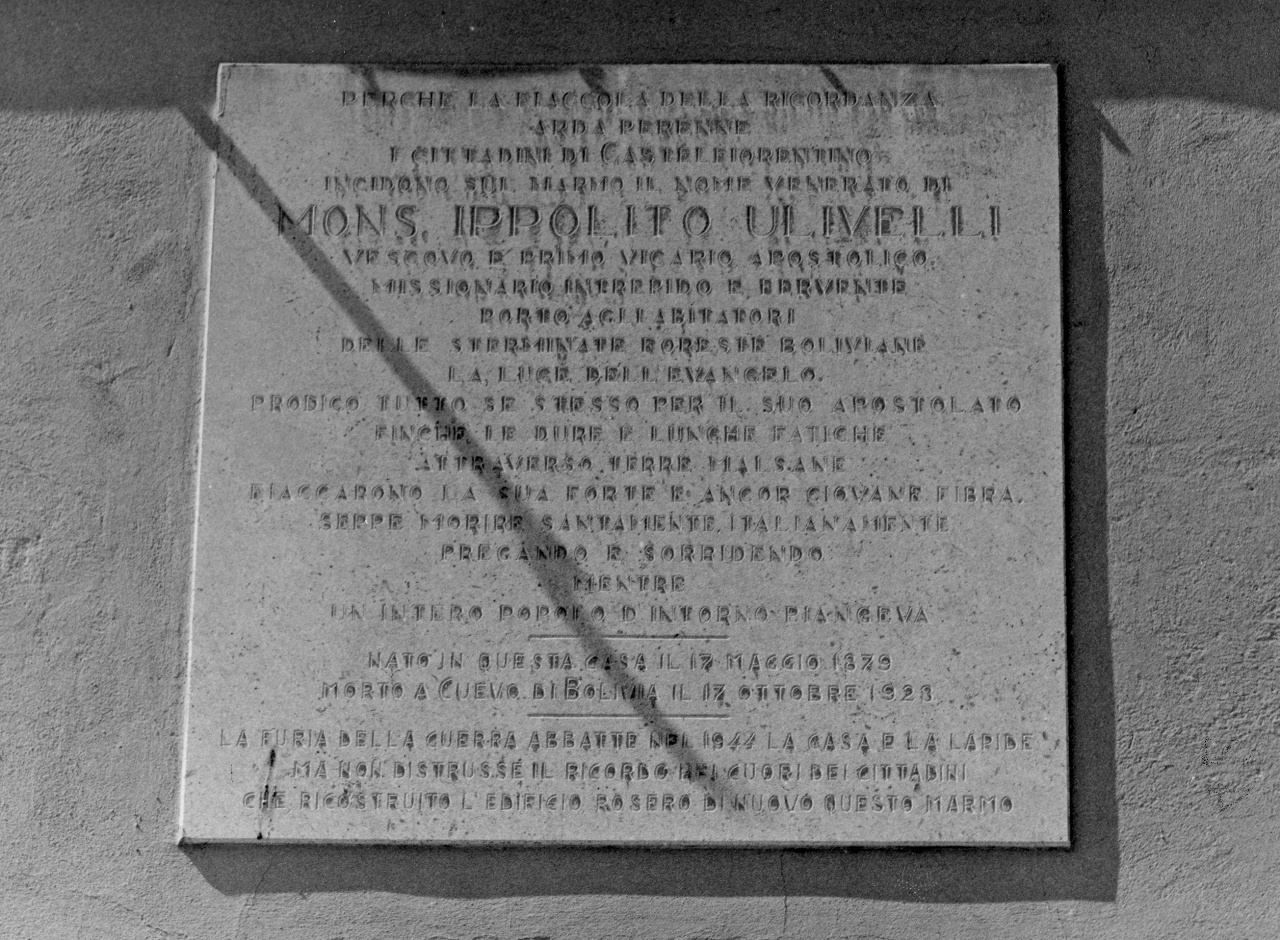 PERCHE LA FIACCOLA DELLA RICORDANZA
ARDA PERENNE
I CITTADINI DI CASTELFIORENTINO
INCIDONO SUL MARMO IL NOME VENERATO DI
MONS. IPPOLITO ULIVELLI
VESCOVO E PRIMO VICARIO APOSTOLICO.
MISSIONARIO INTREPIDO E FERVENTE
PORTO AGLI ABITATORI
DELLE STERMINATE FORESTE BOLIVIANE
LA LUCE DELL'EVANGELO.
PRODIGO TUTTO SE STESSO PER IL SUO APOSTOLATO
FINCHE LE DURE E LUNGHE FATICHE
ATTRAVERSO TERRE MALSANE
FIACCARONO LA SUA FORTE E ANCOR GIOVANE FIBRA.
SEPPE MORIRE SANTAMENTE, ITALIANAMENTE
PREGANDO E SORRIDENDO
MENTRE
UN INTERO POPOLO D'INTORNO PIANGEVA
NATO IN QUESTA CASA IL 17 MAGGIO 1879
MORTO A CUEVO DI BOLIVIA IL 17 OTTOBRE 1923
LA FURIA DELLA GUERRA ABBATTE NEL 1944 LA CASA E LA LAPIDE
MA NON DISTRUSSE IL RICORDO NEI CUORI DEI CITTADINI
CHE RICOSTRUITO L'EDIFICIO POSERO DI NUOVO QUESTO MARMO